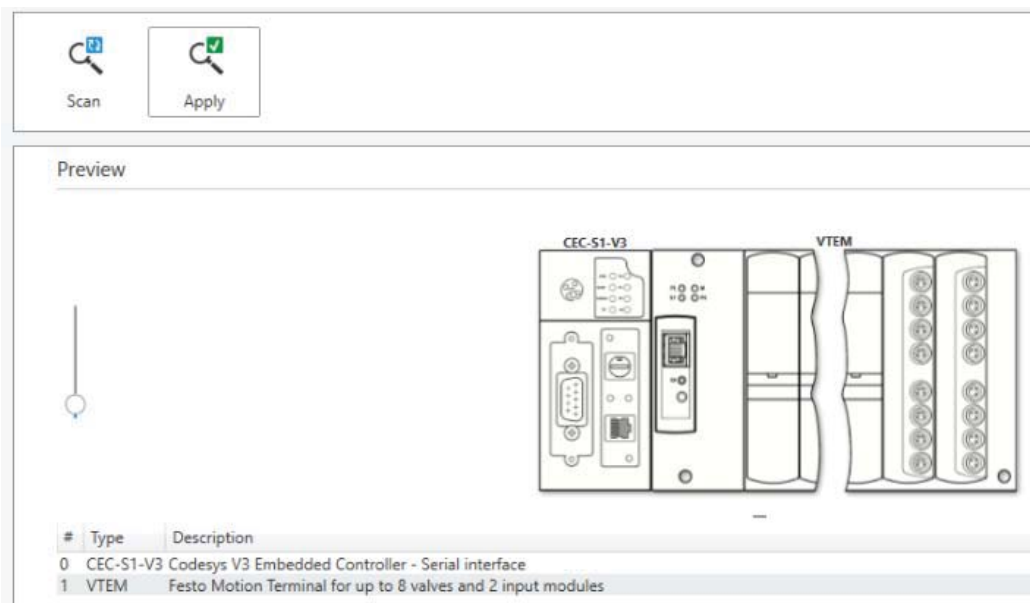 Scan Apply
Preview
CEC-S1-V3 VTEM
# Type Description
0 CEC-S1-V3 Codesys V3 Embedded Controller - Serial interface
1 VTEM Festo Motion Terminal for up to 8 valves and 2 input modules